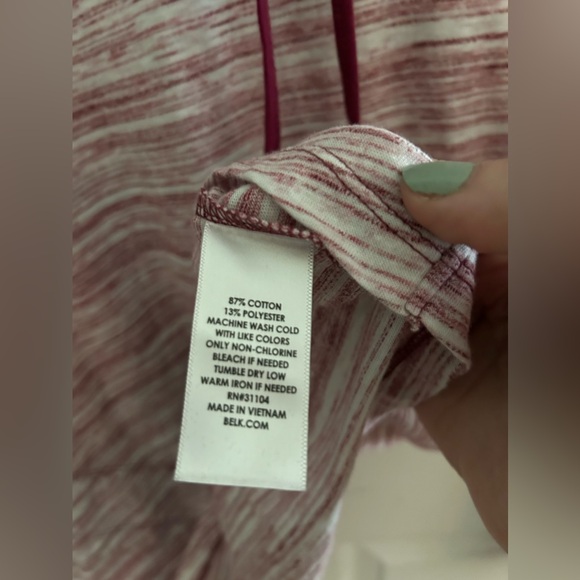 87% COTTON
13% POLYESTER
MACHINE WASH COLD
WITH LIKE COLORS
ONLY NON-CHLORINE
BLEACH IF NEEDED
TUMBLE DRY LOW
WARM IRON IF NEEDED
RN#31104
MADE IN VIETNAM
BELK.COM